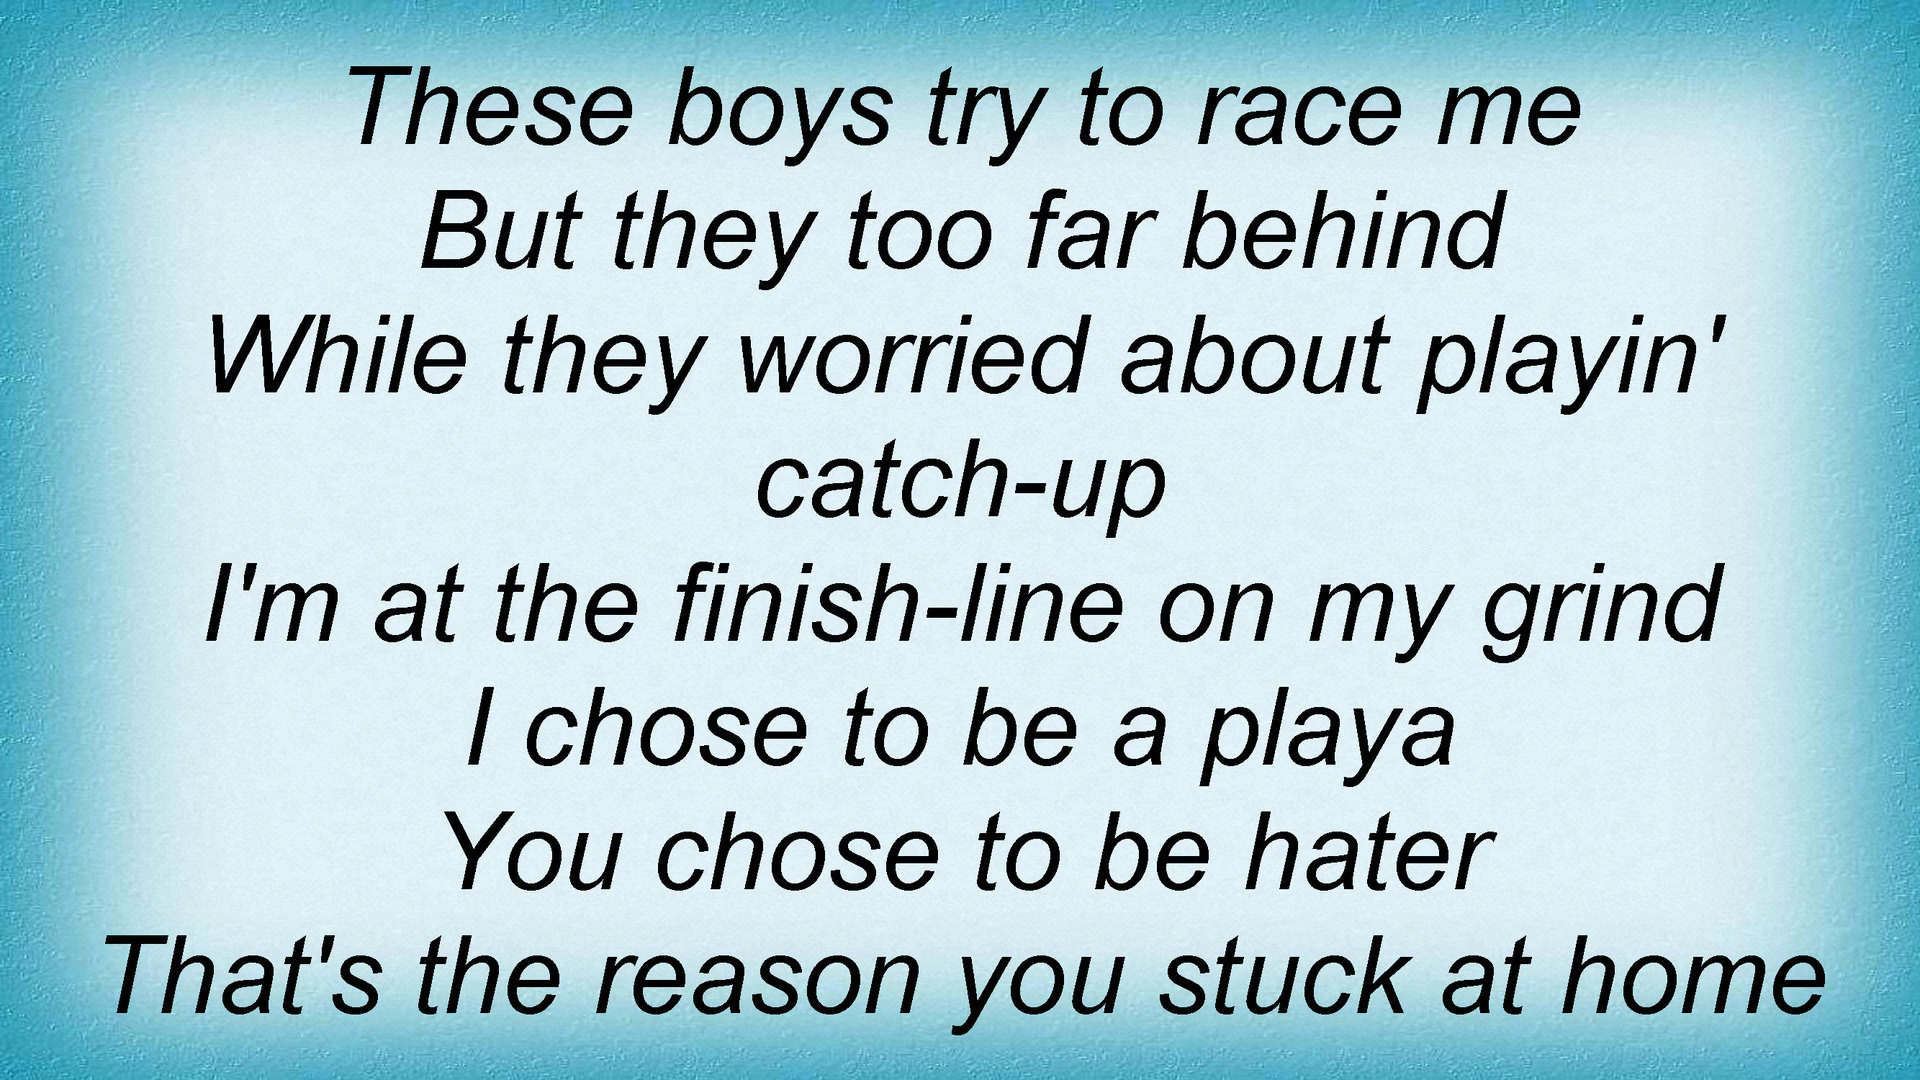 These boys try to race me
But they too far behind
While they worried about playin'
catch-up
I'm at the finish-line on my grind
I chose to be a playa
You chose to be hater
That's the reason you stuck at home